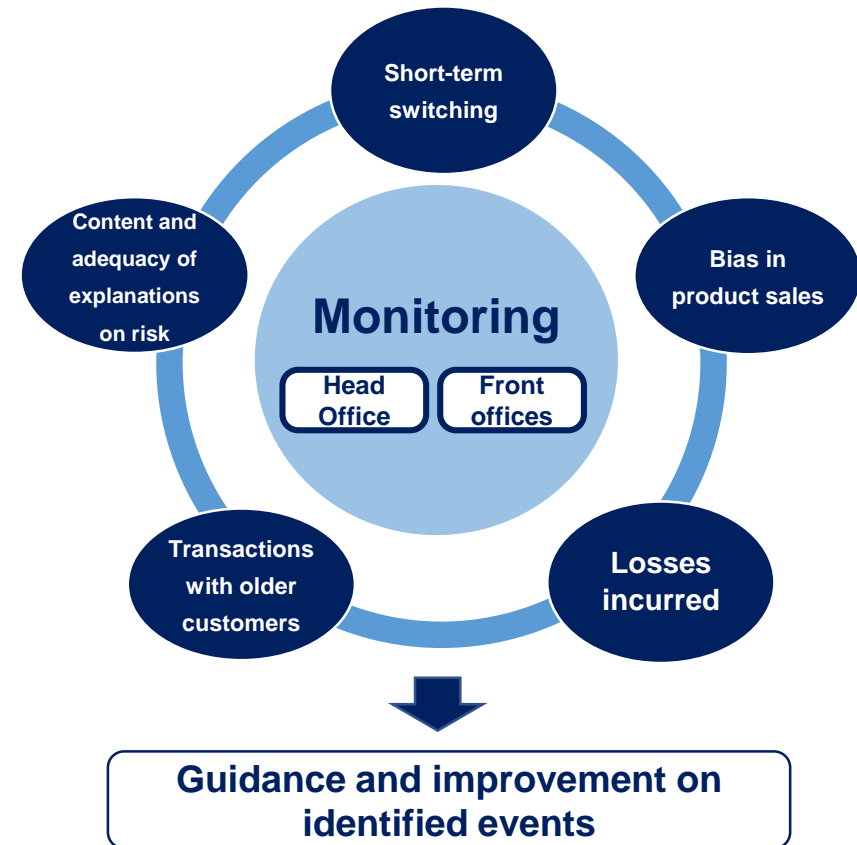 Short-term
switching
Content and
adequacy of
explanations
on risk
Bias in
product sales
Monitoring
Head
Office
Front
offices
Transactions
with older
customers
Losses
incurred
Guidance and improvement on
identified events